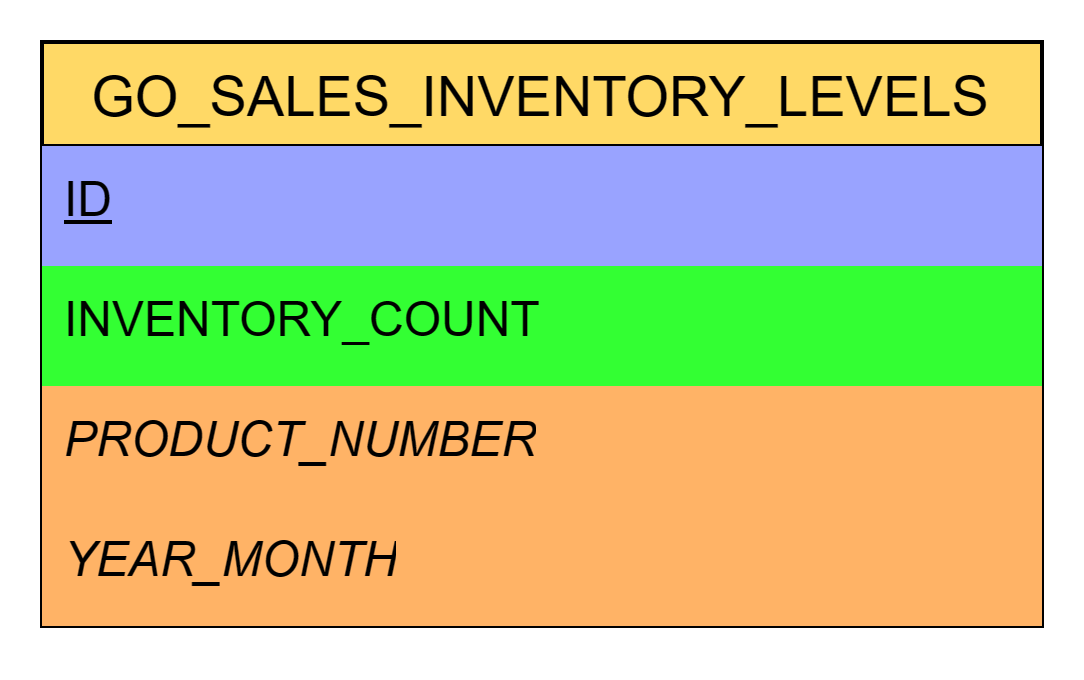 GO_SALES_INVENTORY_LEVELS
ID
INVENTORY_COUNT
PRODUCT_NUMBER
YEAR_MONTH